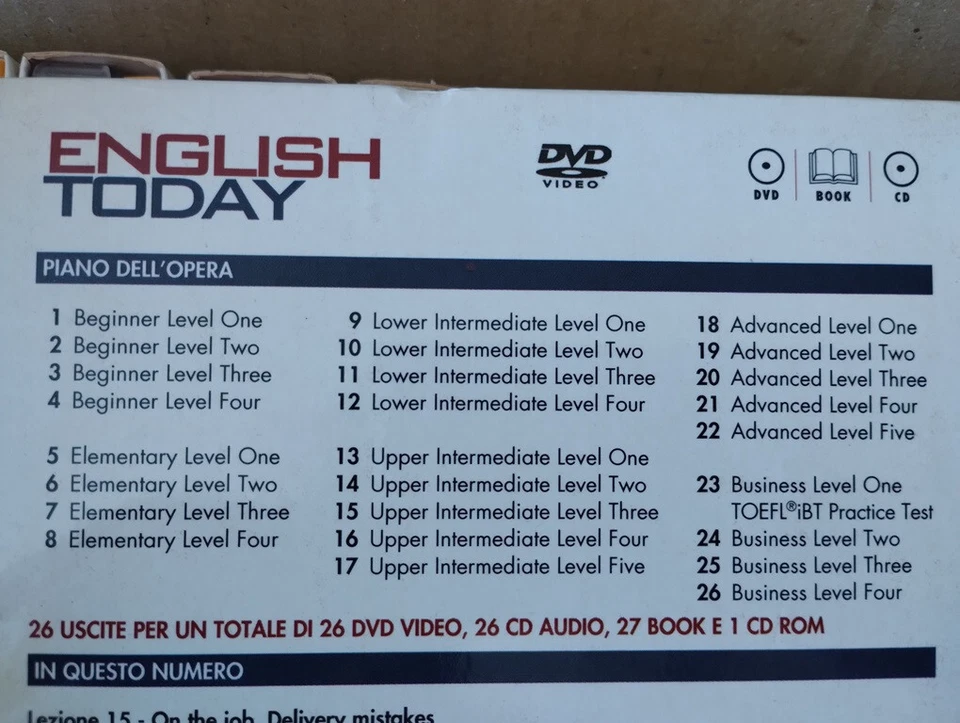 ENGLISH
TODAY
DVD
VIDEO
DVD
BOOK
CD
PIANO DELL'OPERA
1 Beginner Level One
2 Beginner Level Two
3 Beginner Level Three
4 Beginner Level Four
5 Elementary Level One
6 Elementary Level Two
7 Elementary Level Three
8 Elementary Level Four
9 Lower Intermediate Level One
10 Lower Intermediate Level Two
11 Lower Intermediate Level Three
12 Lower Intermediate Level Four
13 Upper Intermediate Level One
14 Upper Intermediate Level Two
15 Upper Intermediate Level Three
16 Upper Intermediate Level Four
17 Upper Intermediate Level Five
18 Advanced Level One
19 Advanced Level Two
20 Advanced Level Three
21 Advanced Level Four
22 Advanced Level Five
23 Business Level One
TOEFL®iBT Practice Test
24 Business Level Two
25 Business Level Three
26 Business Level Four
26 USCITE PER UN TOTALE DI 26 DVD VIDEO, 26 CD AUDIO, 27 BOOK E 1 CD ROM
IN QUESTO NUMERO
Lezione 15 - On the job. Delivery mistakes